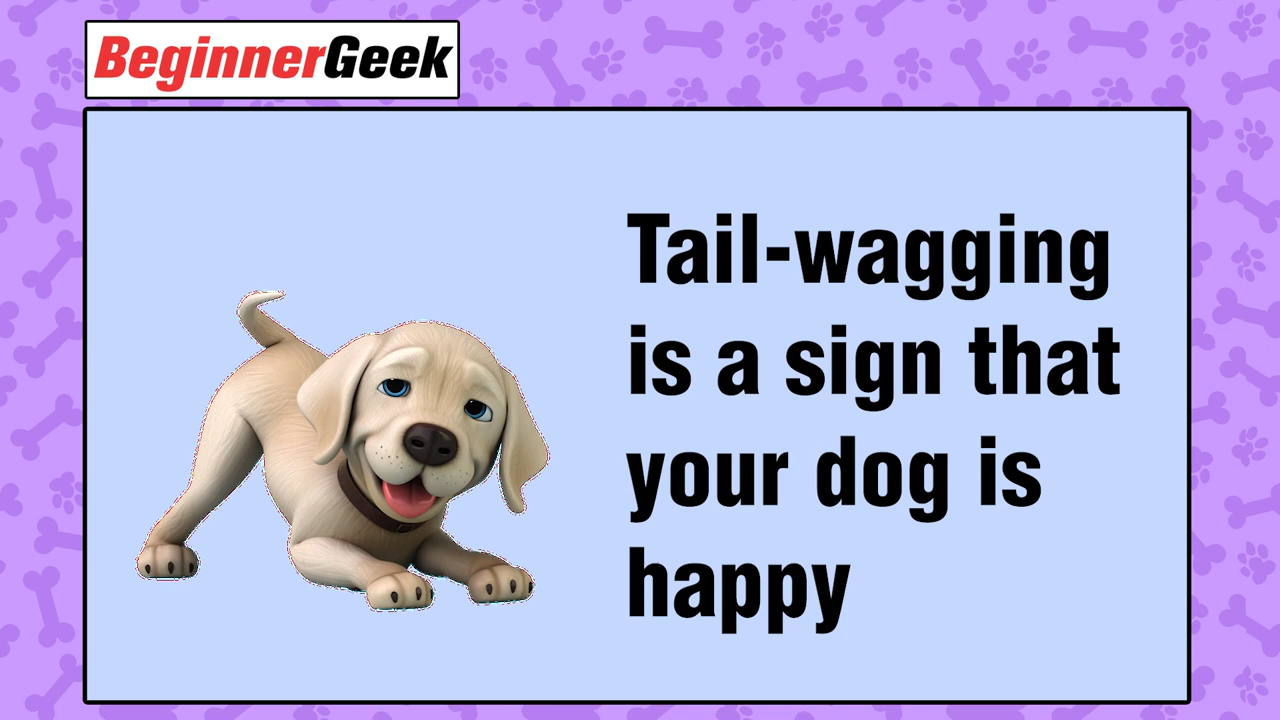 BeginnerGeek
Tail-wagging
is a sign that
your dog is
happy